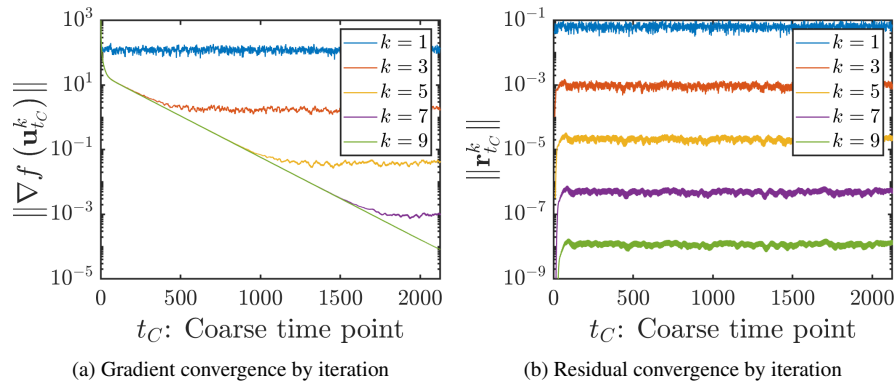 10^3
10^1
10^-1
10^-3
10^-5
‖∇f (u^k_{t_C})‖
k = 1
k = 3
k = 5
k = 7
k = 9
0 500 1000 1500 2000
t_C: Coarse time point
(a) Gradient convergence by iteration
10^-1
10^-3
10^-5
10^-7
10^-9
||r^k_{t_C}||
k = 1
k = 3
k = 5
k = 7
k = 9
0 500 1000 1500 2000
t_C: Coarse time point
(b) Residual convergence by iteration